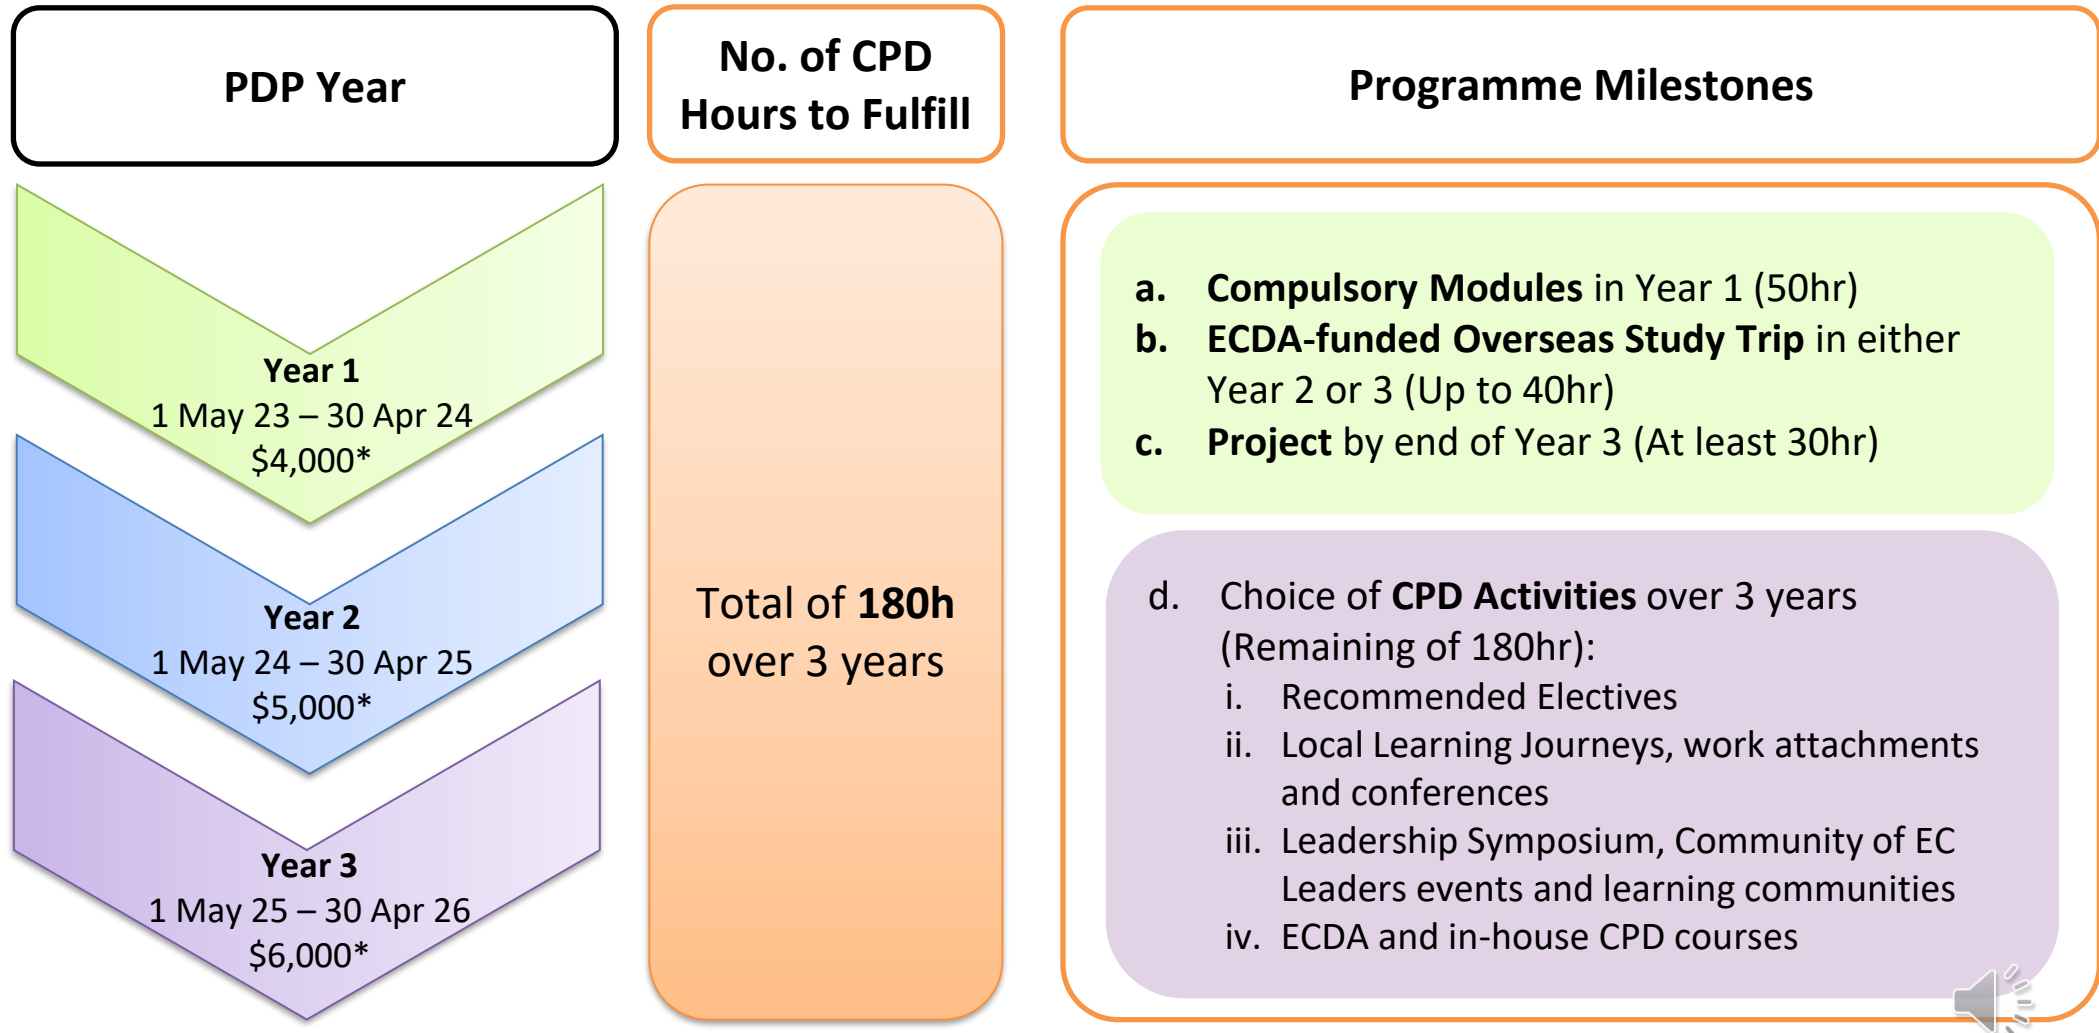 PDP Year
No. of CPD
Hours to Fulfill
Programme Milestones
Year 1
1 May 23 – 30 Apr 24
$4,000*
Year 2
1 May 24 – 30 Apr 25
$5,000*
Year 3
1 May 25 – 30 Apr 26
$6,000*
Total of 180h
over 3 years
a. Compulsory Modules in Year 1 (50hr)
b. ECDA-funded Overseas Study Trip in either
Year 2 or 3 (Up to 40hr)
c. Project by end of Year 3 (At least 30hr)
d. Choice of CPD Activities over 3 years
(Remaining of 180hr):
i. Recommended Electives
ii. Local Learning Journeys, work attachments
and conferences
iii. Leadership Symposium, Community of EC
Leaders events and learning communities
iv. ECDA and in-house CPD courses